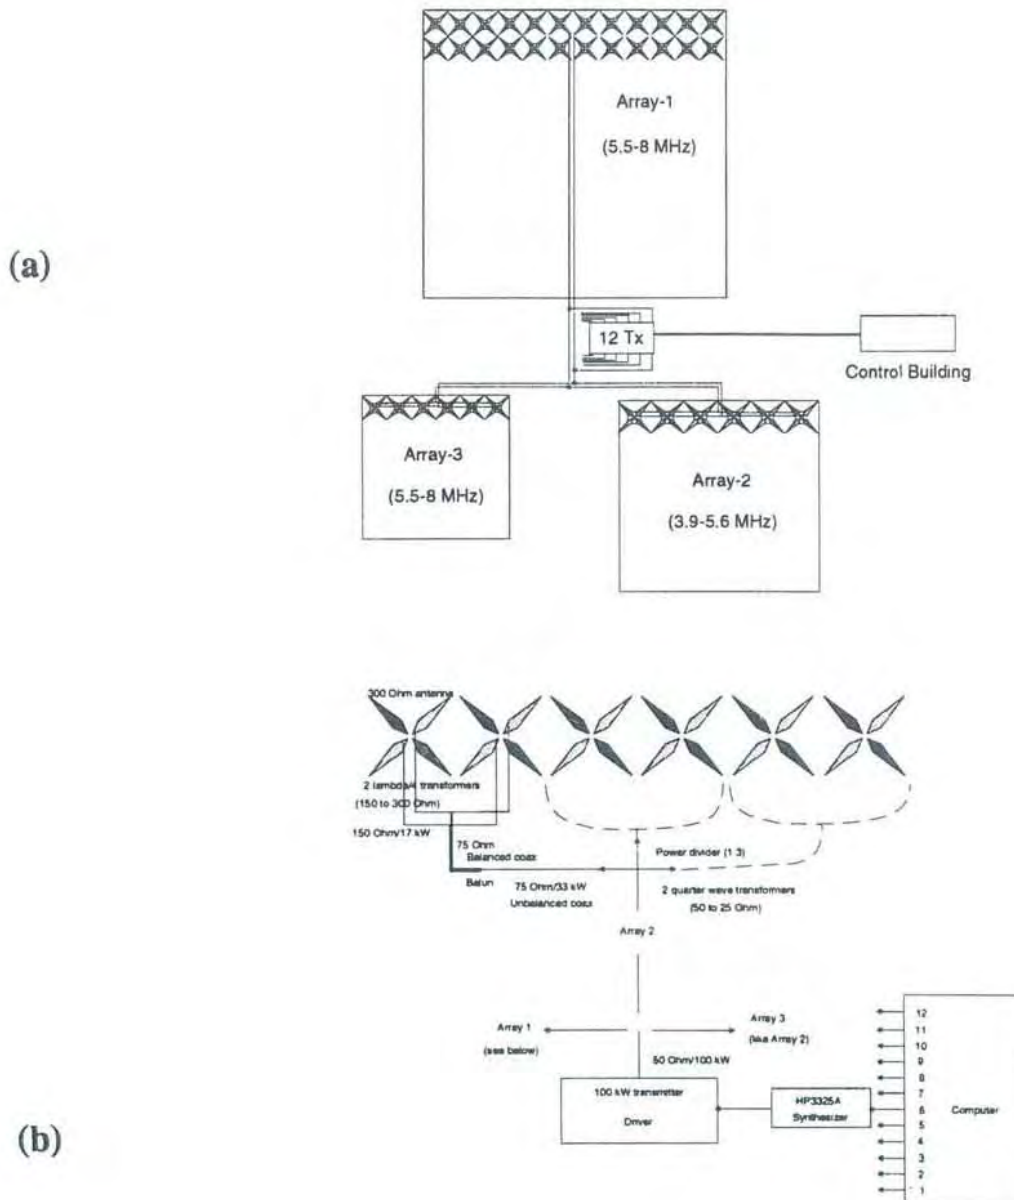 Array-1
(5.5-8 MHz)
(a)
12 Tx
Control Building
Array-3
(5.5-8 MHz)
Array-2
(3.9-5.6 MHz)
300 Ohm antenna
2 lambda/4 transformers
(150 to 300 Ohm)
150 Ohm/17 kW
75 Ohm
Balanced coax
Balun
75 Ohm/33 kW
Unbalanced coax
Power divider (1 3)
2 quarter wave transformers
(50 to 25 Ohm)
Array 2
Array 1
(see below)
Array 3
(like Array 2)
50 Ohm/100 kW
100 kW transmitter
Driver
HP3325A
Synthesizer
12
11
10
9
8
7
6
5
4
3
2
1
Computer
(b)